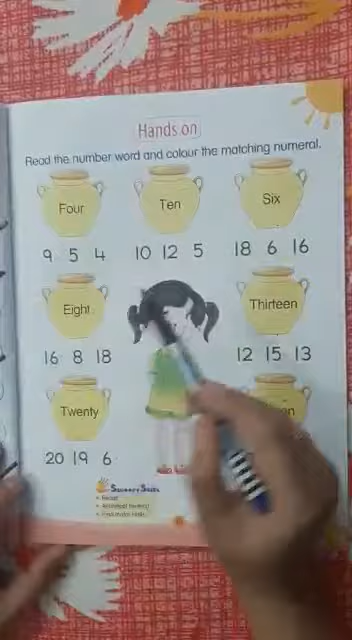 Hands on
Read the number word and colour the matching numeral.
Four Ten Six
9 5 4 10 12 5 18 6 16
Eight Thirteen
16 8 18 12 15 13
Twenty
20 19 6